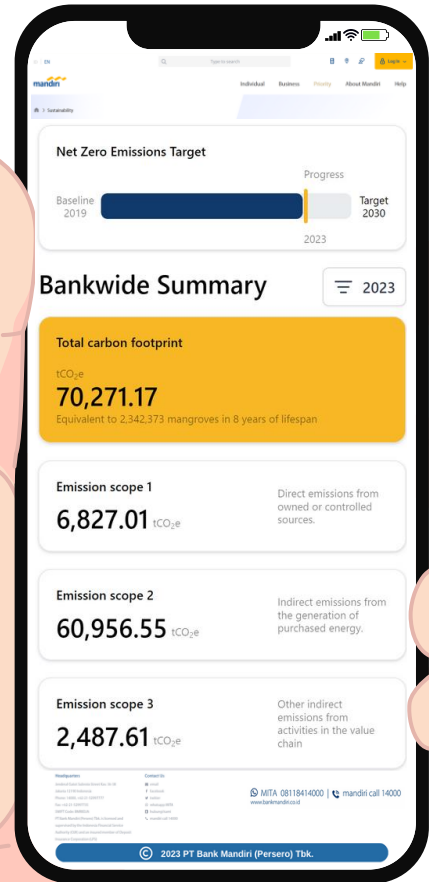 EN
Type to search
Log In
mandiri
Individual Business Priority About Mandiri Help
> Sustainability
Net Zero Emissions Target
Progress
Baseline
2019
Target
2030
2023
Bankwide Summary
2023
Total carbon footprint
tCO₂e
70,271.17
Equivalent to 2,342,373 mangroves in 8 years of lifespan
Emission scope 1
6,827.01 tCO₂e
Direct emissions from
owned or controlled
sources.
Emission scope 2
60,956.55 tCO₂e
Indirect emissions from
the generation of
purchased energy.
Emission scope 3
2,487.61 tCO₂e
Other indirect
emissions from
activities in the value
chain
Headquarters
Contact Us
MITA 08118414000 | mandiri call 14000
www.bankmandiri.co.id
© 2023 PT Bank Mandiri (Persero) Tbk.